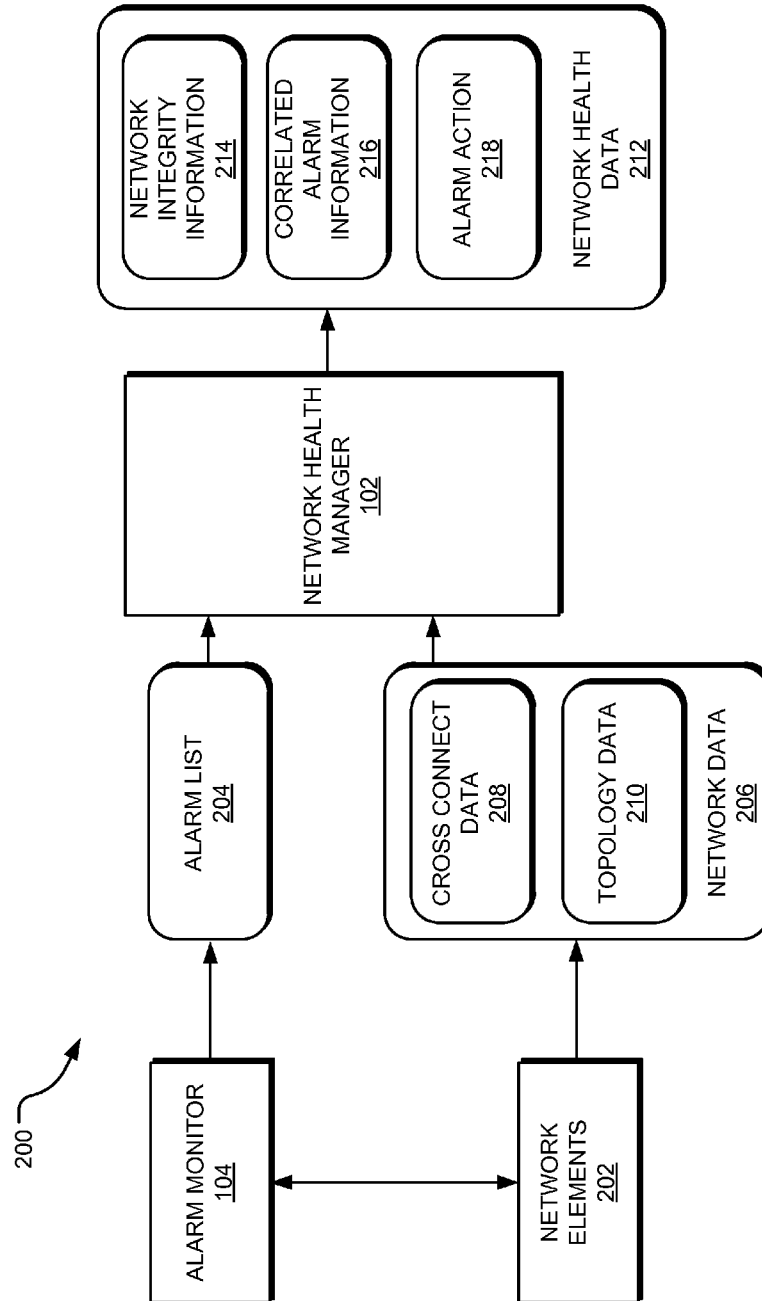 200
ALARM MONITOR
104
NETWORK
ELEMENTS
202
ALARM LIST
204
CROSS CONNECT
DATA
208
TOPOLOGY DATA
210
NETWORK DATA
206
NETWORK HEALTH
MANAGER
102
NETWORK
INTEGRITY
INFORMATION
214
CORRELATED
ALARM
INFORMATION
216
ALARM ACTION
218
NETWORK HEALTH
DATA
212